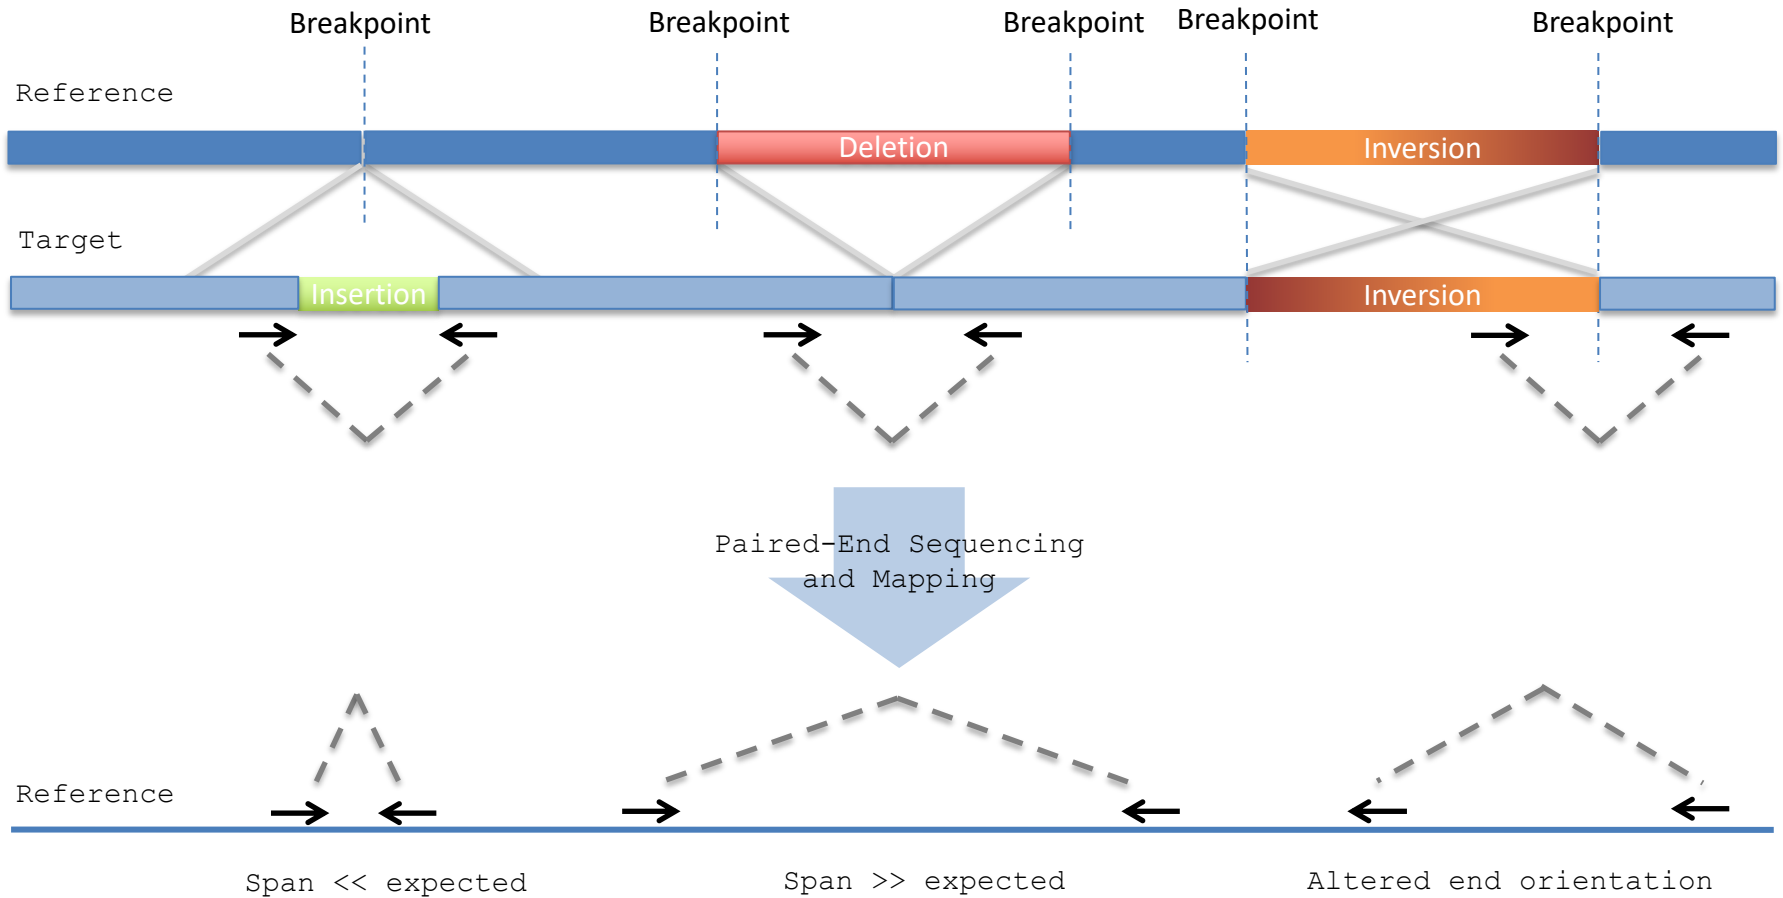 Breakpoint Breakpoint Breakpoint Breakpoint Breakpoint
Reference
Deletion Inversion
Target
Insertion Inversion
Paired-End Sequencing
and Mapping
Reference
Span << expected Span >> expected Altered end orientation